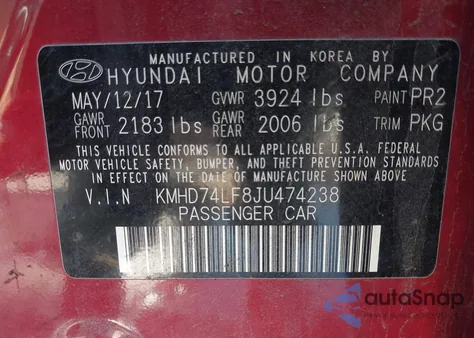 MANUFACTURED IN KOREA BY
HYUNDAI MOTOR COMPANY
MAY/12/17 GVWR 3924 lbs PAINT PR2
GAWR FRONT 2183 lbs GAWR REAR 2006 lbs TRIM PKG
THIS VEHICLE CONFORMS TO ALL APPLICABLE U.S.A. FEDERAL
MOTOR VEHICLE SAFETY, BUMPER, AND THEFT PREVENTION STANDARDS
IN EFFECT ON THE DATE OF MANUFACTURE SHOWN ABOVE.
V.I.N KMHD74LF8JU474238
PASSENGER CAR
autoSnap